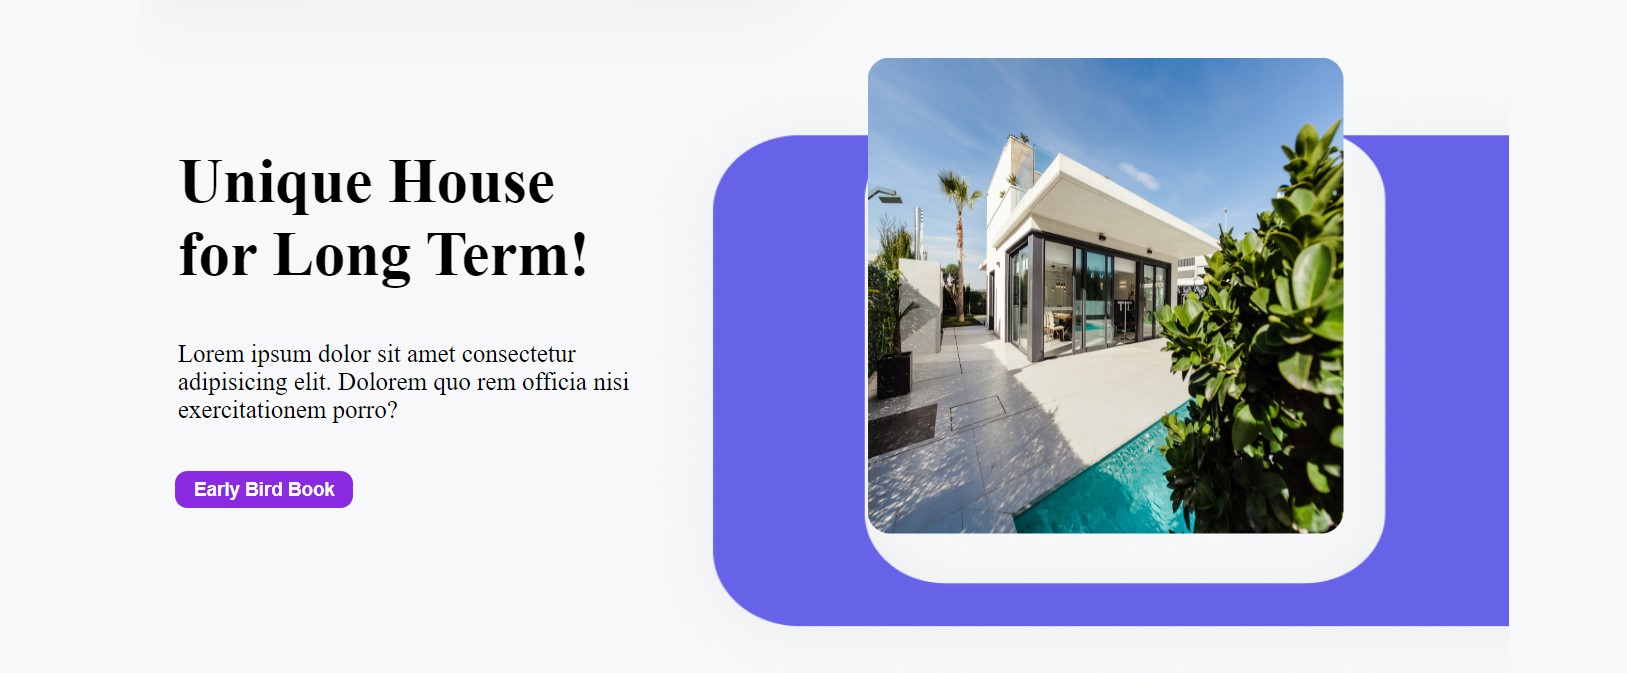 Unique House
for Long Term!
Lorem ipsum dolor sit amet consectetur
adipisicing elit. Dolorem quo rem officia nisi
exercitationem porro?
Early Bird Book